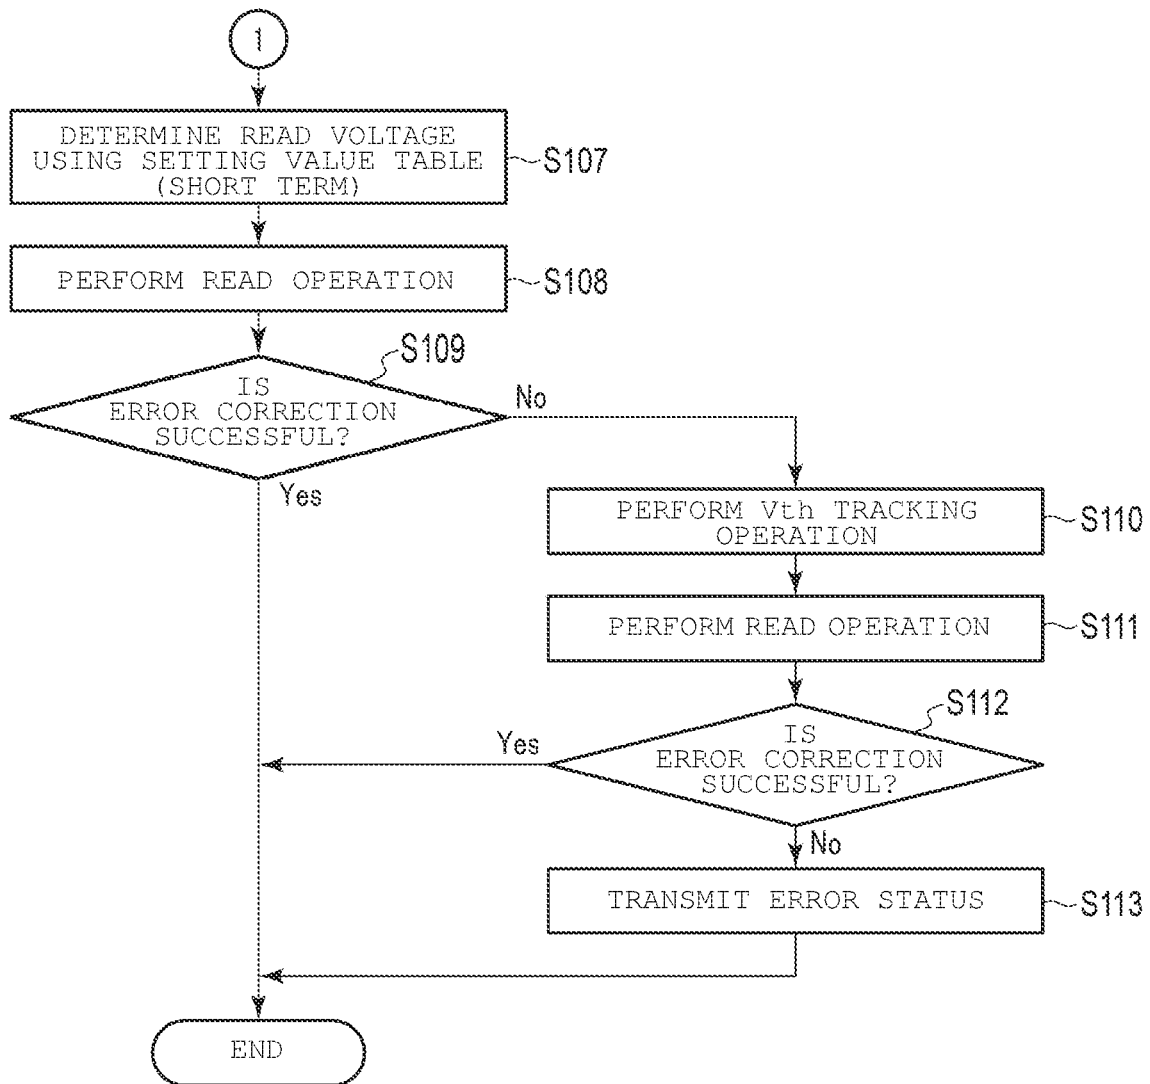 1
DETERMINE READ VOLTAGE
USING SETTING VALUE TABLE
(SHORT TERM)
S107
PERFORM READ OPERATION
S108
S109
IS
ERROR CORRECTION
SUCCESSFUL?
No
Yes
PERFORM Vth TRACKING
OPERATION
S110
PERFORM READ OPERATION
S111
S112
IS
ERROR CORRECTION
SUCCESSFUL?
Yes
No
TRANSMIT ERROR STATUS
S113
END